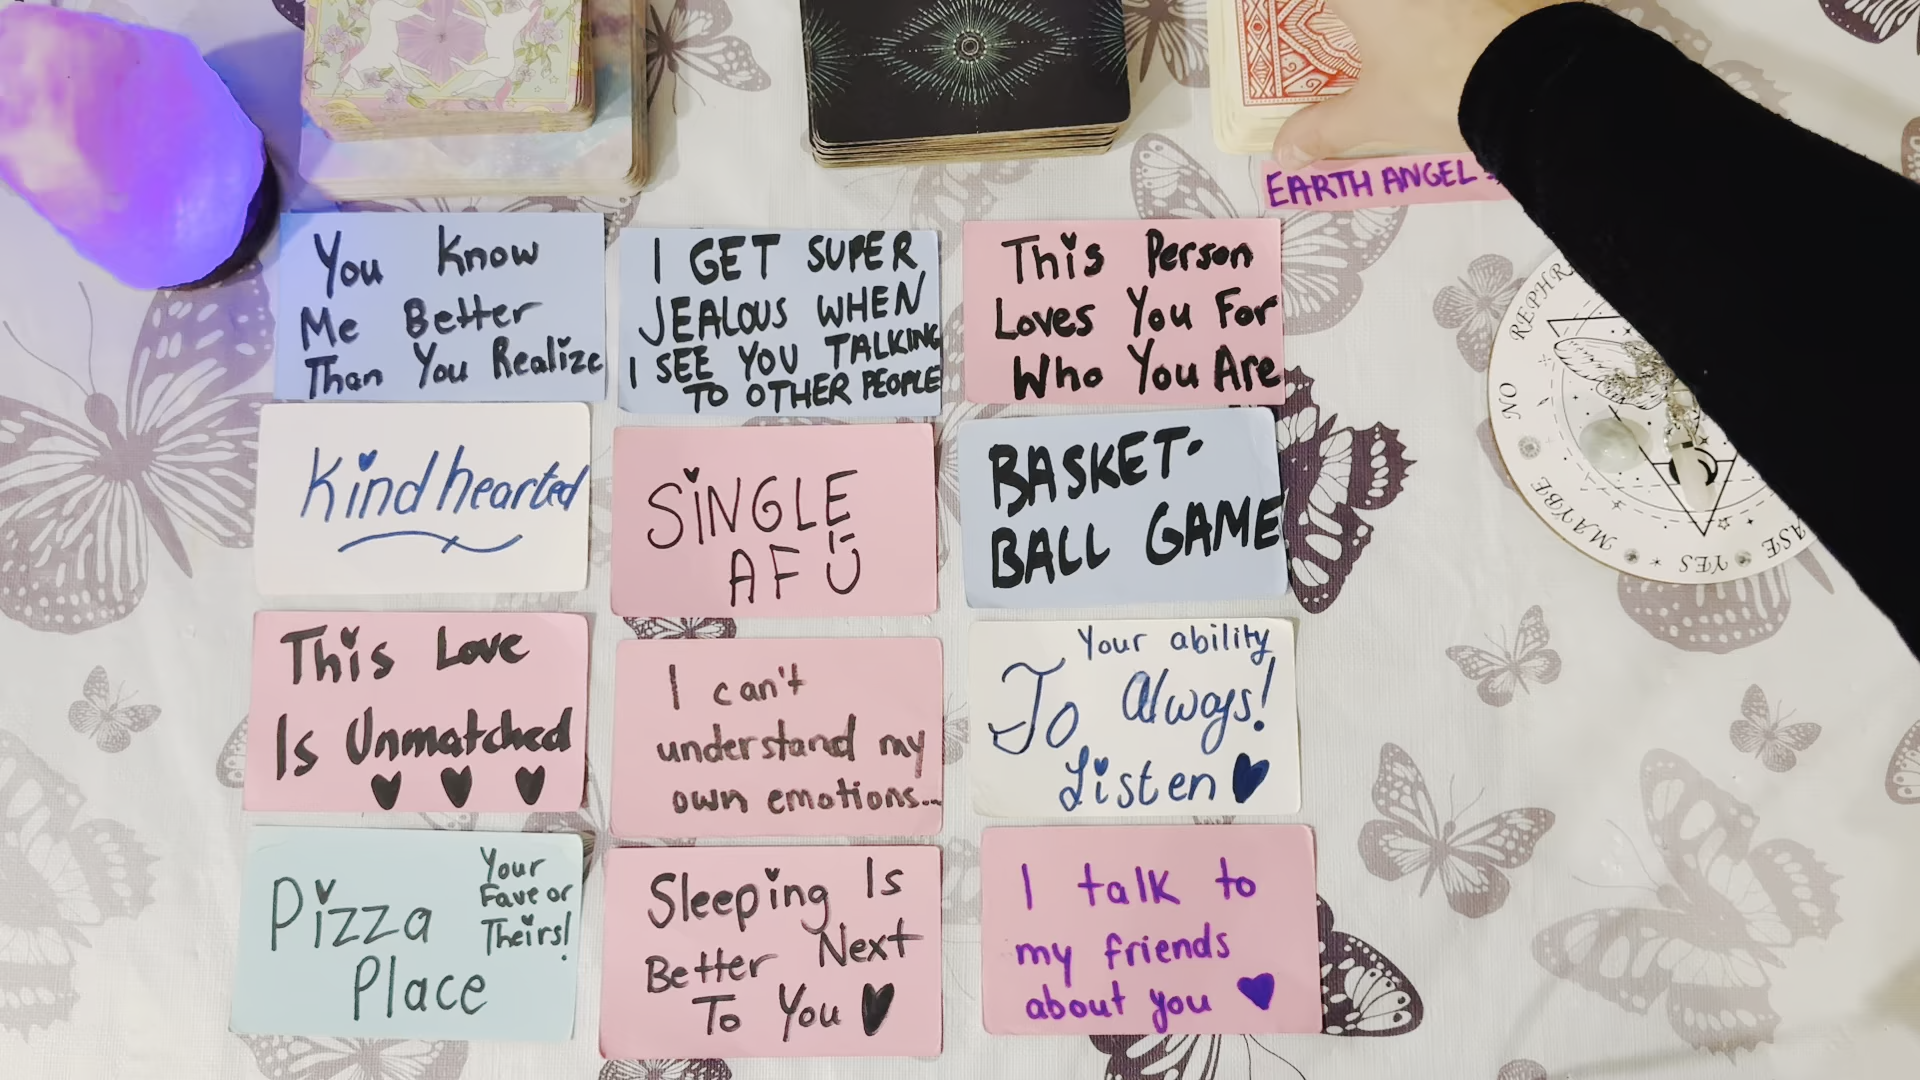 EARTH ANGEL
You Know
Me Better
Than You Realize
I GET SUPER
JEALOUS WHEN
I SEE YOU TALKING
TO OTHER PEOPLE
This Person
Loves You For
Who You Are
Kindhearted
SINGLE
AF
BASKET-
BALL GAME
NO
MAYBE
YES
This Love
Is Unmatched
I can't
understand my
own emotions...
Your ability
To Always!
Listen
Pizza
Place
Your
Fave or
Theirs!
Sleeping Is
Better Next
To You
I talk to
my friends
about you